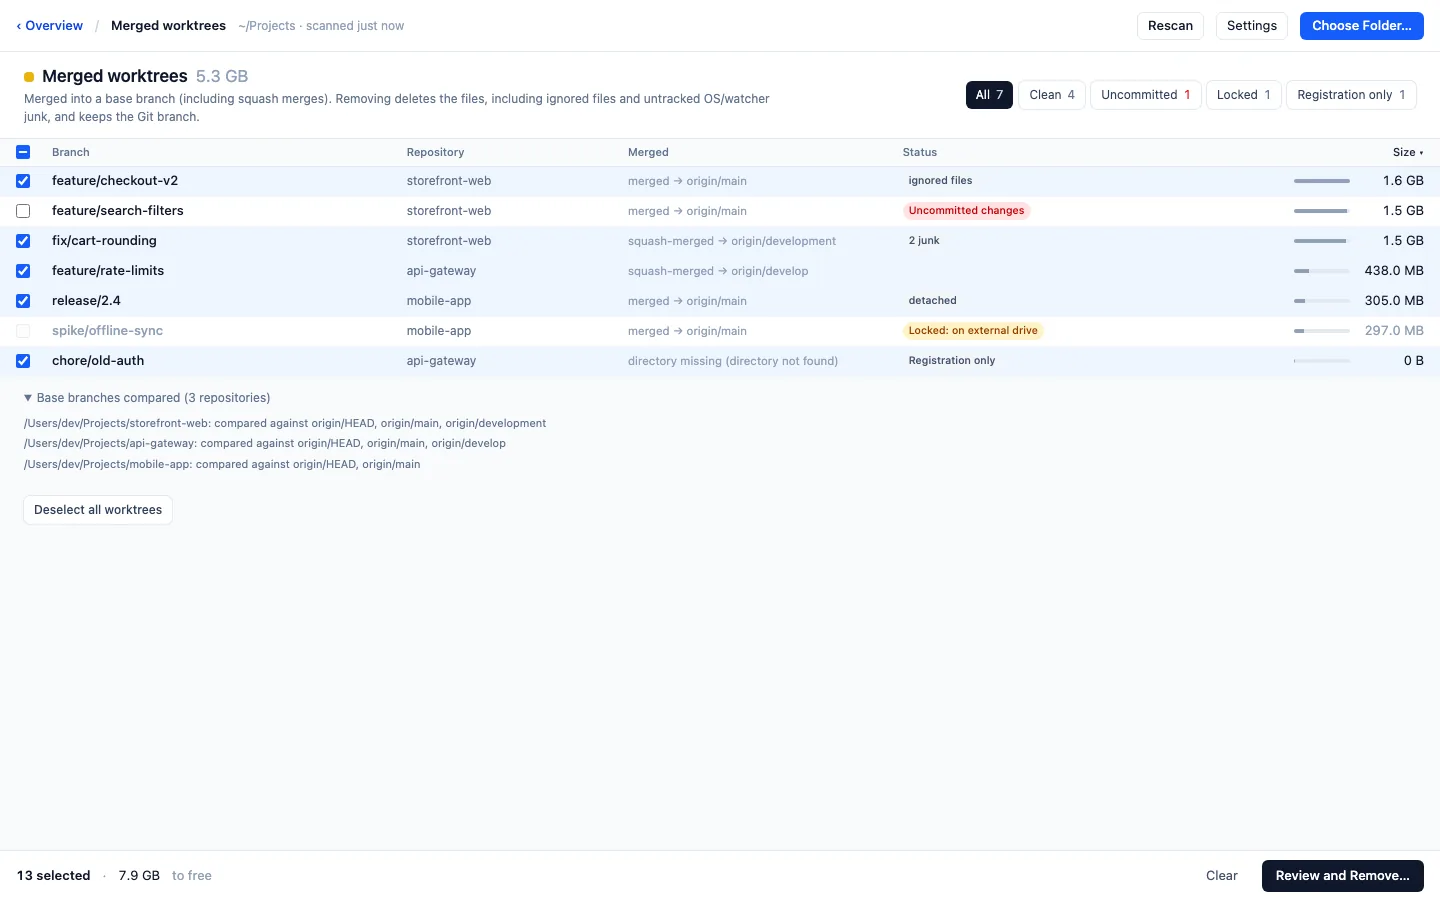 ‹ Overview / Merged worktrees ~/Projects · scanned just now Rescan Settings Choose Folder...
Merged worktrees 5.3 GB
Merged into a base branch (including squash merges). Removing deletes the files, including ignored files and untracked OS/watcher
junk, and keeps the Git branch.
All 7 Clean 4 Uncommitted 1 Locked 1 Registration only 1
Branch Repository Merged Status Size
feature/checkout-v2 storefront-web merged → origin/main ignored files 1.6 GB
feature/search-filters storefront-web merged → origin/main Uncommitted changes 1.5 GB
fix/cart-rounding storefront-web squash-merged → origin/development 2 junk 1.5 GB
feature/rate-limits api-gateway squash-merged → origin/develop 438.0 MB
release/2.4 mobile-app merged → origin/main detached 305.0 MB
spike/offline-sync mobile-app merged → origin/main Locked: on external drive 297.0 MB
chore/old-auth api-gateway directory missing (directory not found) Registration only 0 B
▼ Base branches compared (3 repositories)
/Users/dev/Projects/storefront-web: compared against origin/HEAD, origin/main, origin/development
/Users/dev/Projects/api-gateway: compared against origin/HEAD, origin/main, origin/develop
/Users/dev/Projects/mobile-app: compared against origin/HEAD, origin/main
Deselect all worktrees
13 selected · 7.9 GB to free Clear Review and Remove...